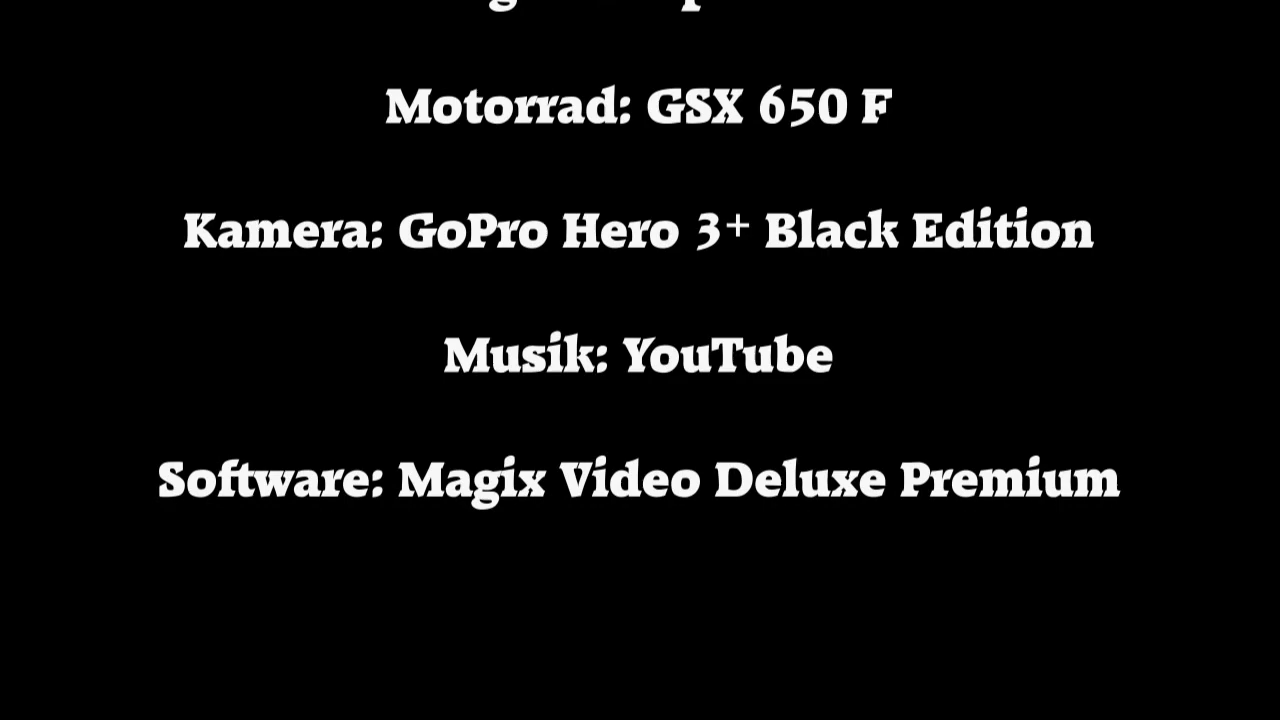 Motorrad: GSX 650 F
Kamera: GoPro Hero 3+ Black Edition
Musik: YouTube
Software: Magix Video Deluxe Premium